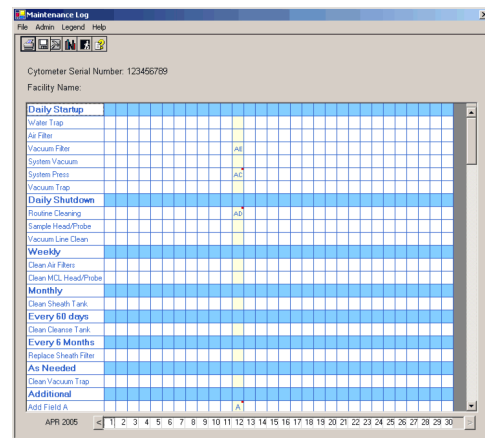 Maintenance Log
File Admin Legend Help
Cytometer Serial Number: 123456789
Facility Name:
Daily Startup
Water Trap
Air Filter
Vacuum Filter AB
System Vacuum
System Press AC
Vacuum Trap
Daily Shutdown
Routine Cleaning AD
Sample Head/Probe
Vacuum Line Clean
Weekly
Clean Air Filters
Clean MCL Head/Probe
Monthly
Clean Sheath Tank
Every 60 days
Clean Cleanse Tank
Every 6 Months
Replace Sheath Filter
As Needed
Clean Vacuum Trap
Additional
Add Field A A
APR 2005 < 1 2 3 4 5 6 7 8 9 10 11 12 13 14 15 16 17 18 19 20 21 22 23 24 25 26 27 28 29 30 >